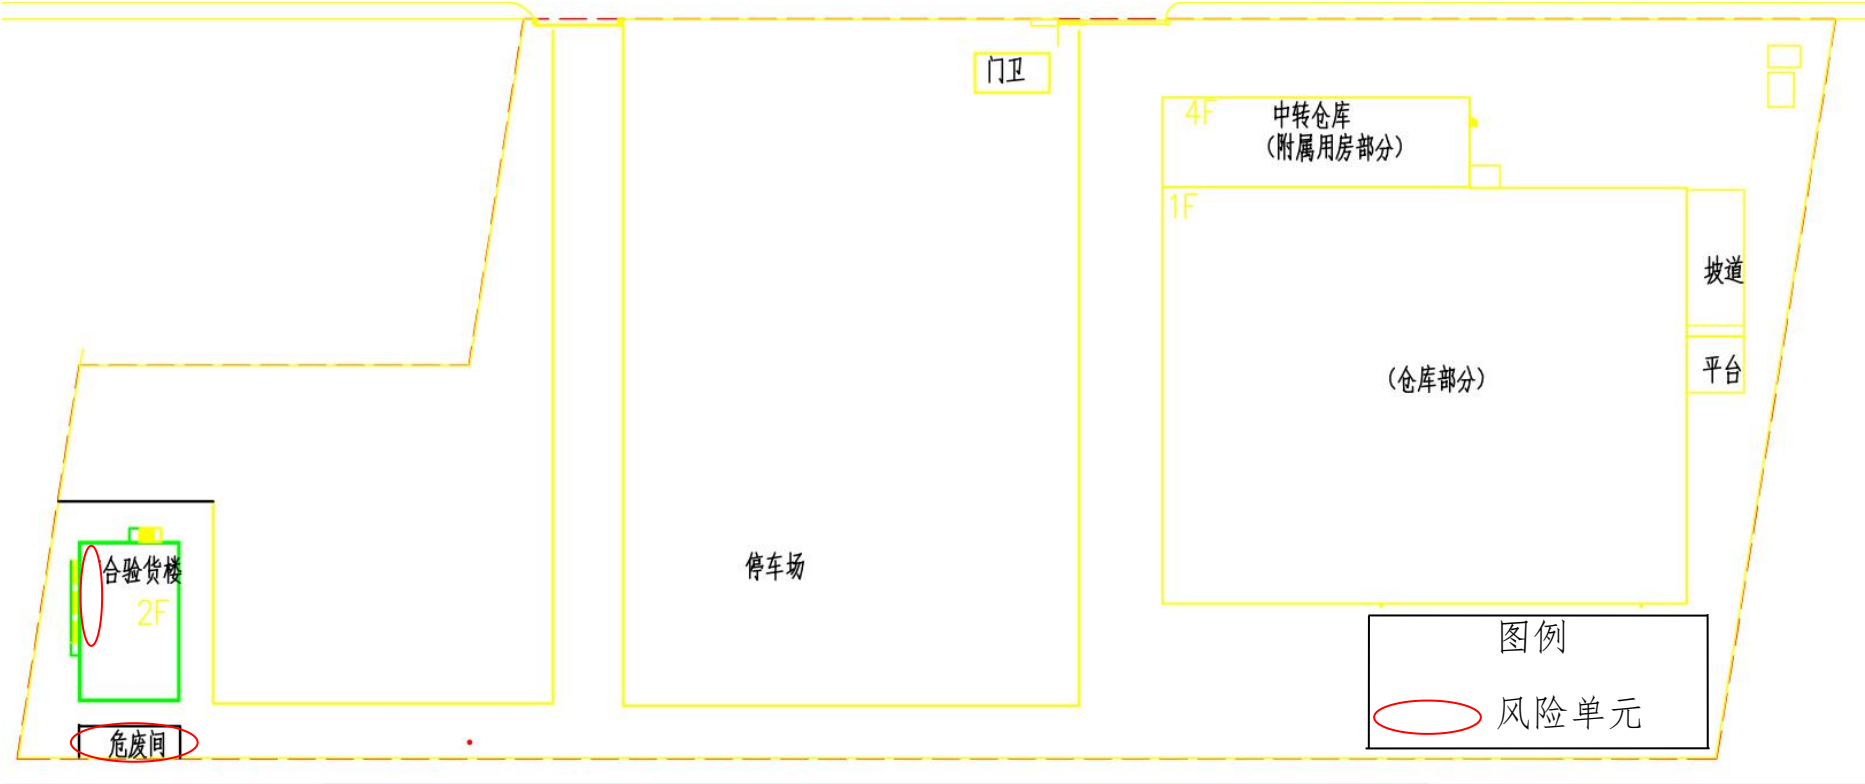 门卫
4F
中转仓库
（附属用房部分）
1F
坡道
平台
（仓库部分）
停车场
合验货楼
2F
危废间
图例
风险单元